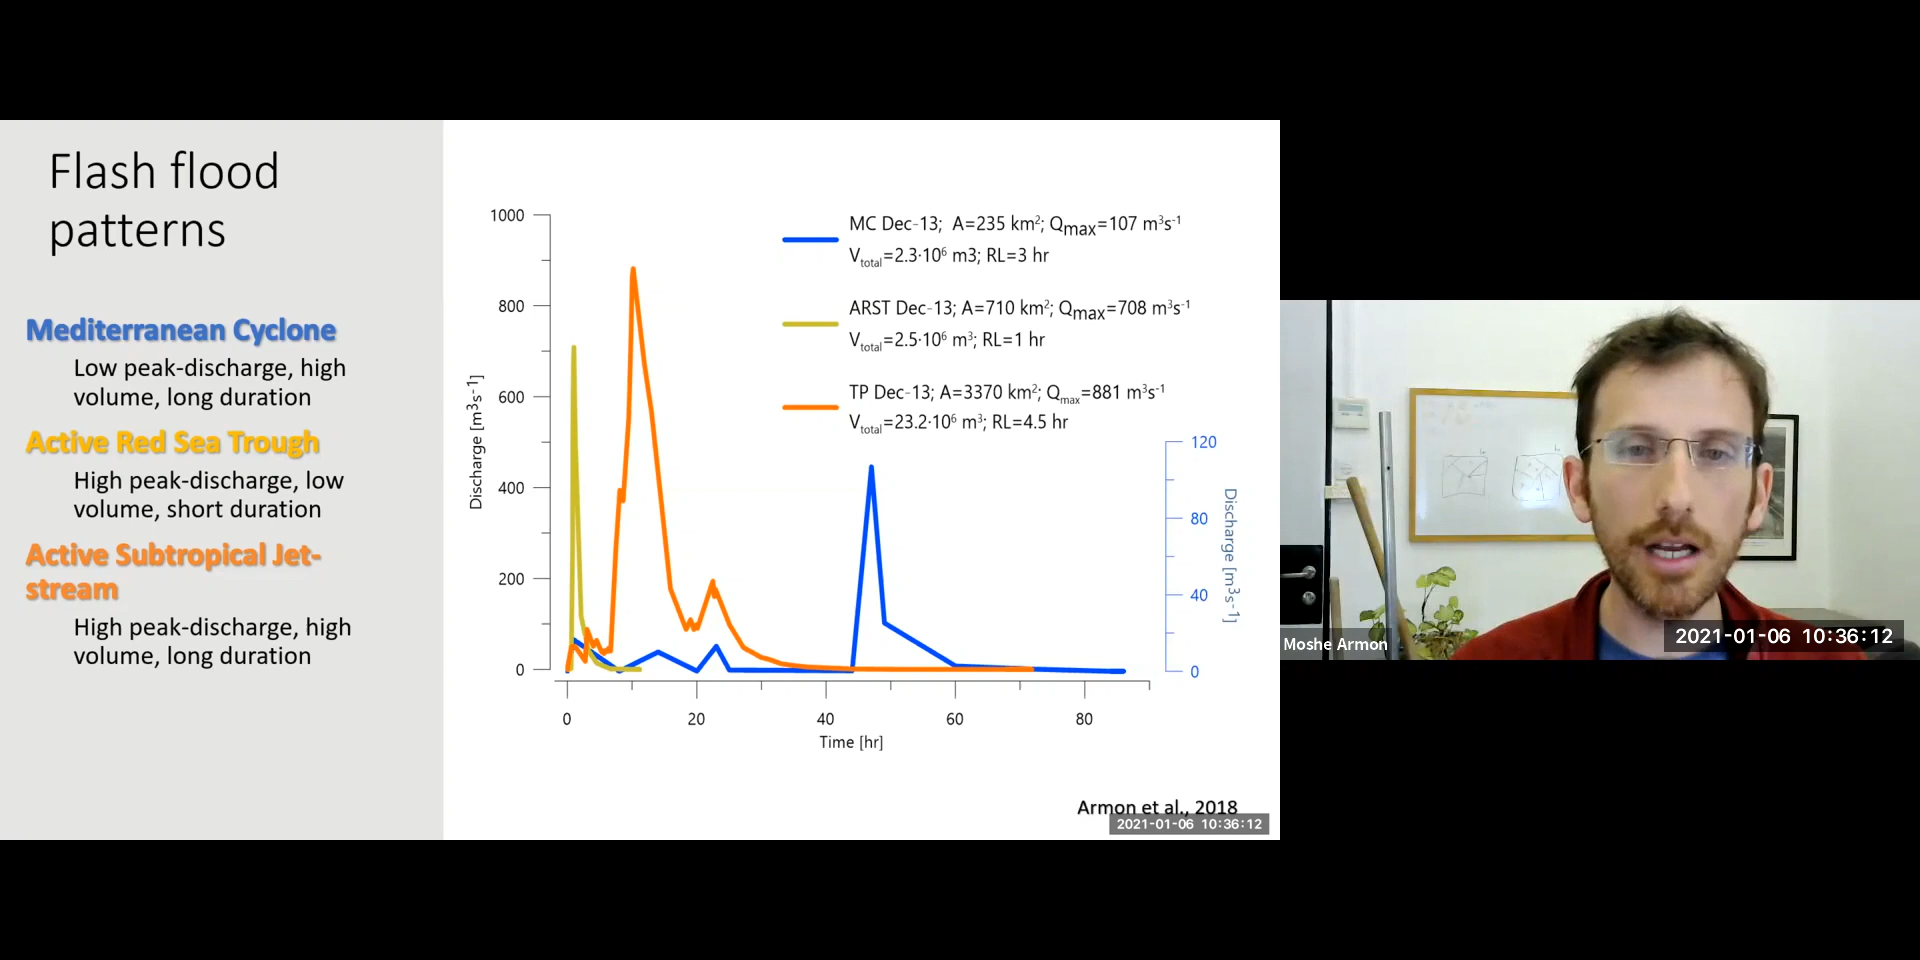 Flash flood
patterns
Mediterranean Cyclone
Low peak-discharge, high
volume, long duration
Active Red Sea Trough
High peak-discharge, low
volume, short duration
Active Subtropical Jet-
stream
High peak-discharge, high
volume, long duration
1000
800
600
400
200
0
Discharge [m³s⁻¹]
MC Dec-13; A=235 km²; Qmax=107 m³s⁻¹
Vtotal=2.3·10⁶ m3; RL=3 hr
ARST Dec-13; A=710 km²; Qmax=708 m³s⁻¹
Vtotal=2.5·10⁶ m³; RL=1 hr
TP Dec-13; A=3370 km²; Qmax=881 m³s⁻¹
Vtotal=23.2·10⁶ m³; RL=4.5 hr
120
80
40
0
Discharge [m³s⁻¹]
0 20 40 60 80
Time [hr]
Armon et al., 2018
2021-01-06 10:36:12
Moshe Armon
2021-01-06 10:36:12